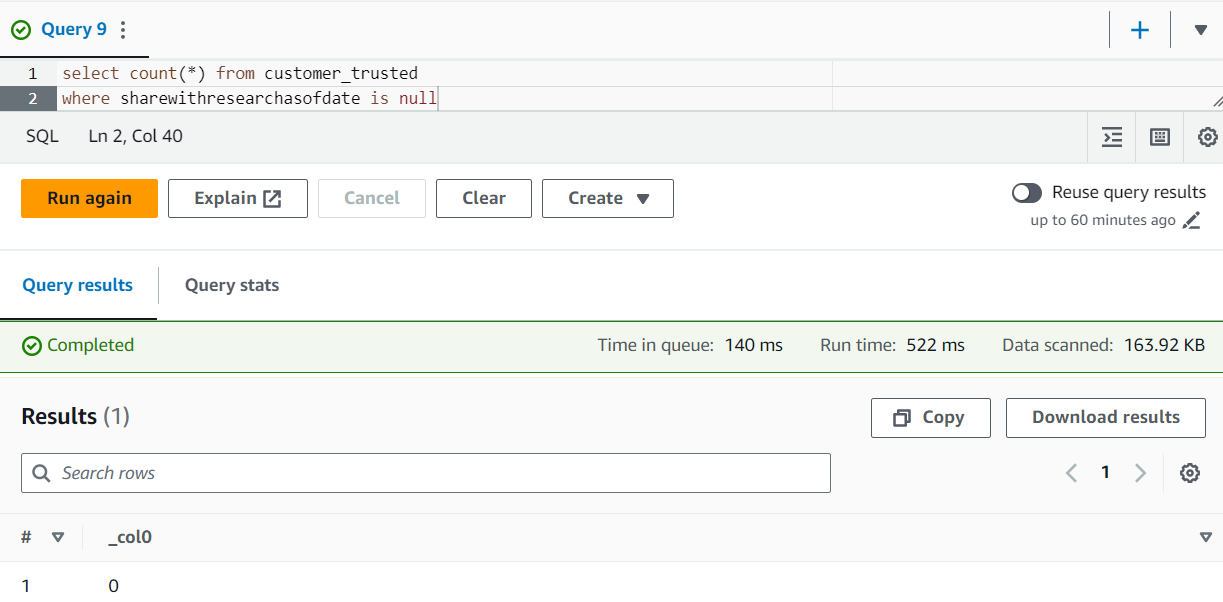 Query 9
1 select count(*) from customer_trusted
2 where sharewithresearchasofdate is null
SQL Ln 2, Col 40
Run again Explain Cancel Clear Create Reuse query results
up to 60 minutes ago
Query results Query stats
Completed Time in queue: 140 ms Run time: 522 ms Data scanned: 163.92 KB
Results (1) Copy Download results
Search rows 1
# _col0
1 0